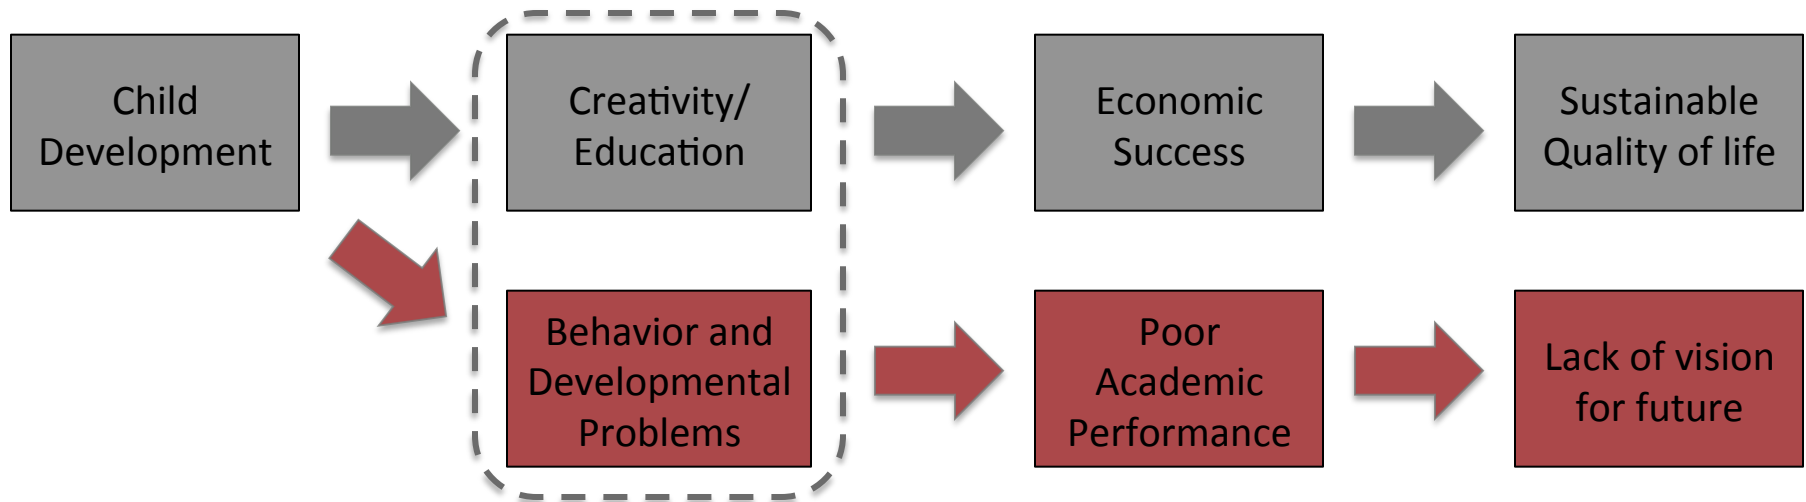 Child
Development
Creativity/
Education
Economic
Success
Sustainable
Quality of life
Behavior and
Developmental
Problems
Poor
Academic
Performance
Lack of vision
for future